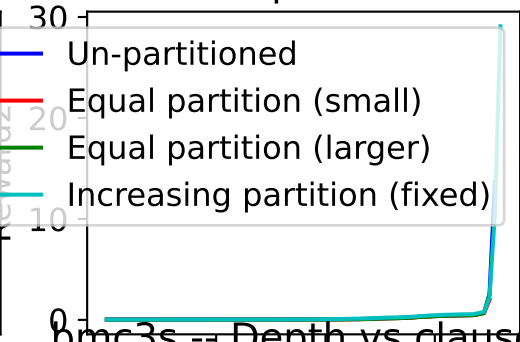 30
Un-partitioned
Equal partition (small)
20
Equal partition (larger)
Increasing partition (fixed)
10
0
bmc3s -- Depth vs clause